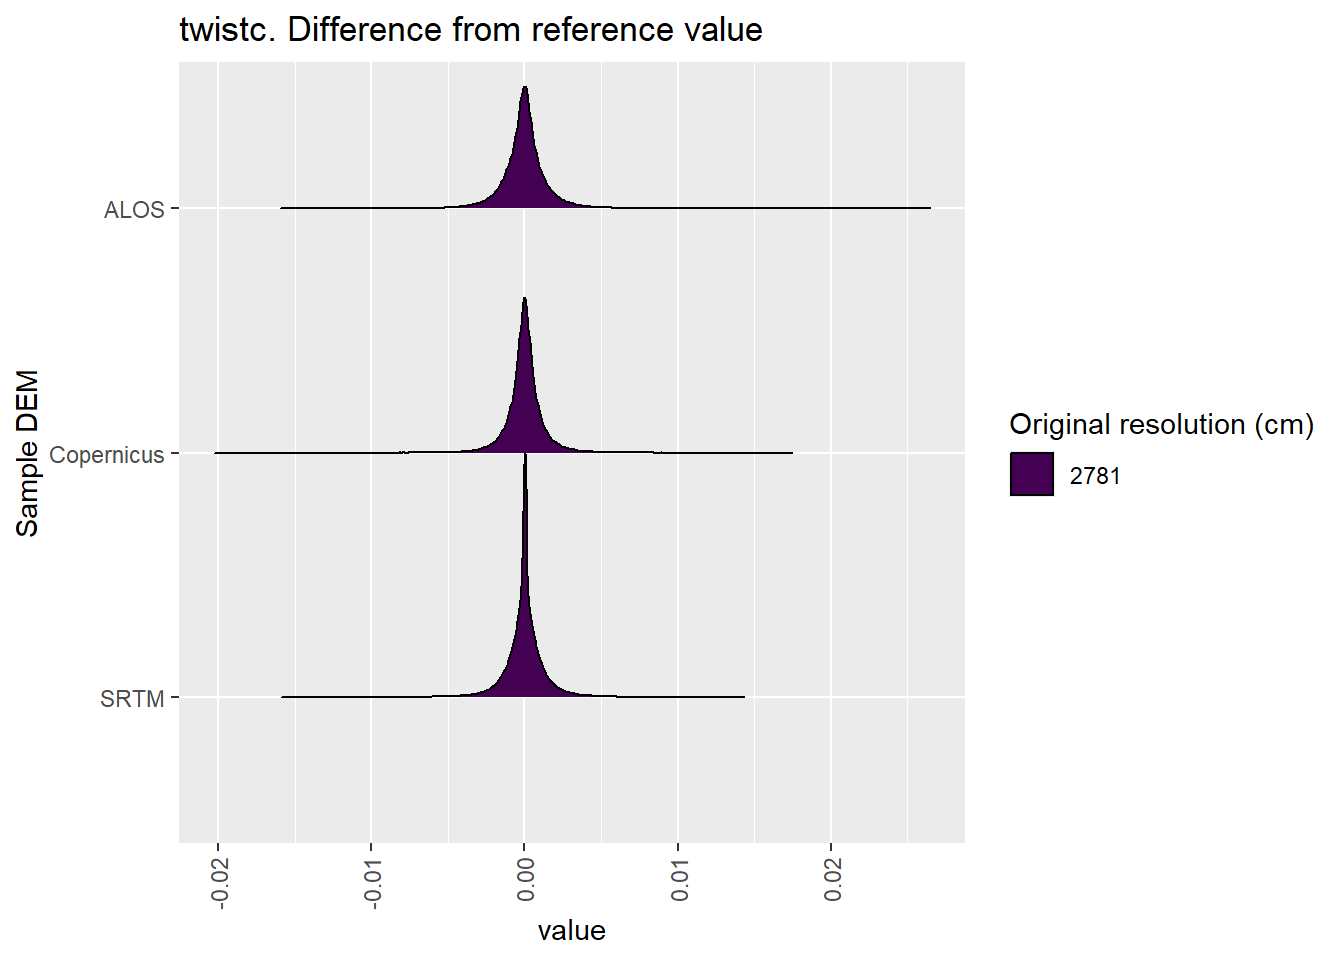 twistc. Difference from reference value
Sample DEM
ALOS
Copernicus
SRTM
-0.02
-0.01
0.00
0.01
0.02
value
Original resolution (cm)
2781